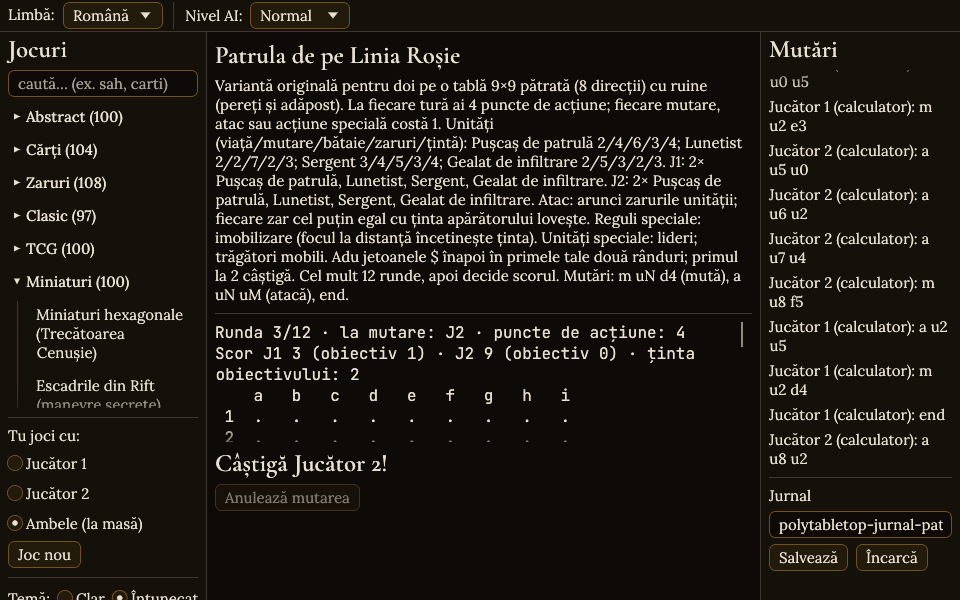 Limbă: Română ▼ Nivel AI: Normal ▼
Jocuri
caută... (ex. sah, carti)
▸ Abstract (100)
▸ Cărți (104)
▸ Zaruri (108)
▸ Clasic (97)
▸ TCG (100)
▾ Miniaturi (100)
Miniaturi hexagonale
(Trecătoarea
Cenușie)
Escadrile din Rift
(manevre secrete)
Tu joci cu:
Jucător 1
Jucător 2
Ambele (la masă)
Joc nou
Temă: Clar Întunecat
Patrula de pe Linia Roșie
Variantă originală pentru doi pe o tablă 9×9 pătrată (8 direcții) cu ruine
(pereți și adăpost). La fiecare tură ai 4 puncte de acțiune; fiecare mutare,
atac sau acțiune specială costă 1. Unități
(viață/mutare/bătaie/zaruri/țintă): Pușcaș de patrulă 2/4/6/3/4; Lunetist
2/2/7/2/3; Sergent 3/4/5/3/4; Gealat de infiltrare 2/5/3/2/3. J1: 2×
Pușcaș de patrulă, Lunetist, Sergent, Gealat de infiltrare. J2: 2× Pușcaș de
patrulă, Lunetist, Sergent, Gealat de infiltrare. Atac: arunci zarurile unității;
fiecare zar cel puțin egal cu ținta apărătorului lovește. Reguli speciale:
imobilizare (focul la distanță încetinește ținta). Unități speciale: lideri;
trăgători mobili. Adu jetoanele $ înapoi în primele tale două rânduri; primul
la 2 câștigă. Cel mult 12 runde, apoi decide scorul. Mutări: m uN d4 (mută), a
uN uM (atacă), end.
Runda 3/12 · la mutare: J2 · puncte de acțiune: 4
Scor J1 3 (obiectiv 1) · J2 9 (obiectiv 0) · ținta
obiectivului: 2
a b c d e f g h i
1 . . . . . . . . .
2 . . . . . . . . .
Câștigă Jucător 2!
Anulează mutarea
Mutări
u0 u5
Jucător 1 (calculator): m
u2 e3
Jucător 2 (calculator): a
u5 u0
Jucător 2 (calculator): a
u6 u2
Jucător 2 (calculator): a
u7 u4
Jucător 2 (calculator): m
u8 f5
Jucător 1 (calculator): a u2
u5
Jucător 1 (calculator): m
u2 d4
Jucător 1 (calculator): end
Jucător 2 (calculator): a
u8 u2
Jurnal
polytabletop-jurnal-pat
Salvează Încarcă